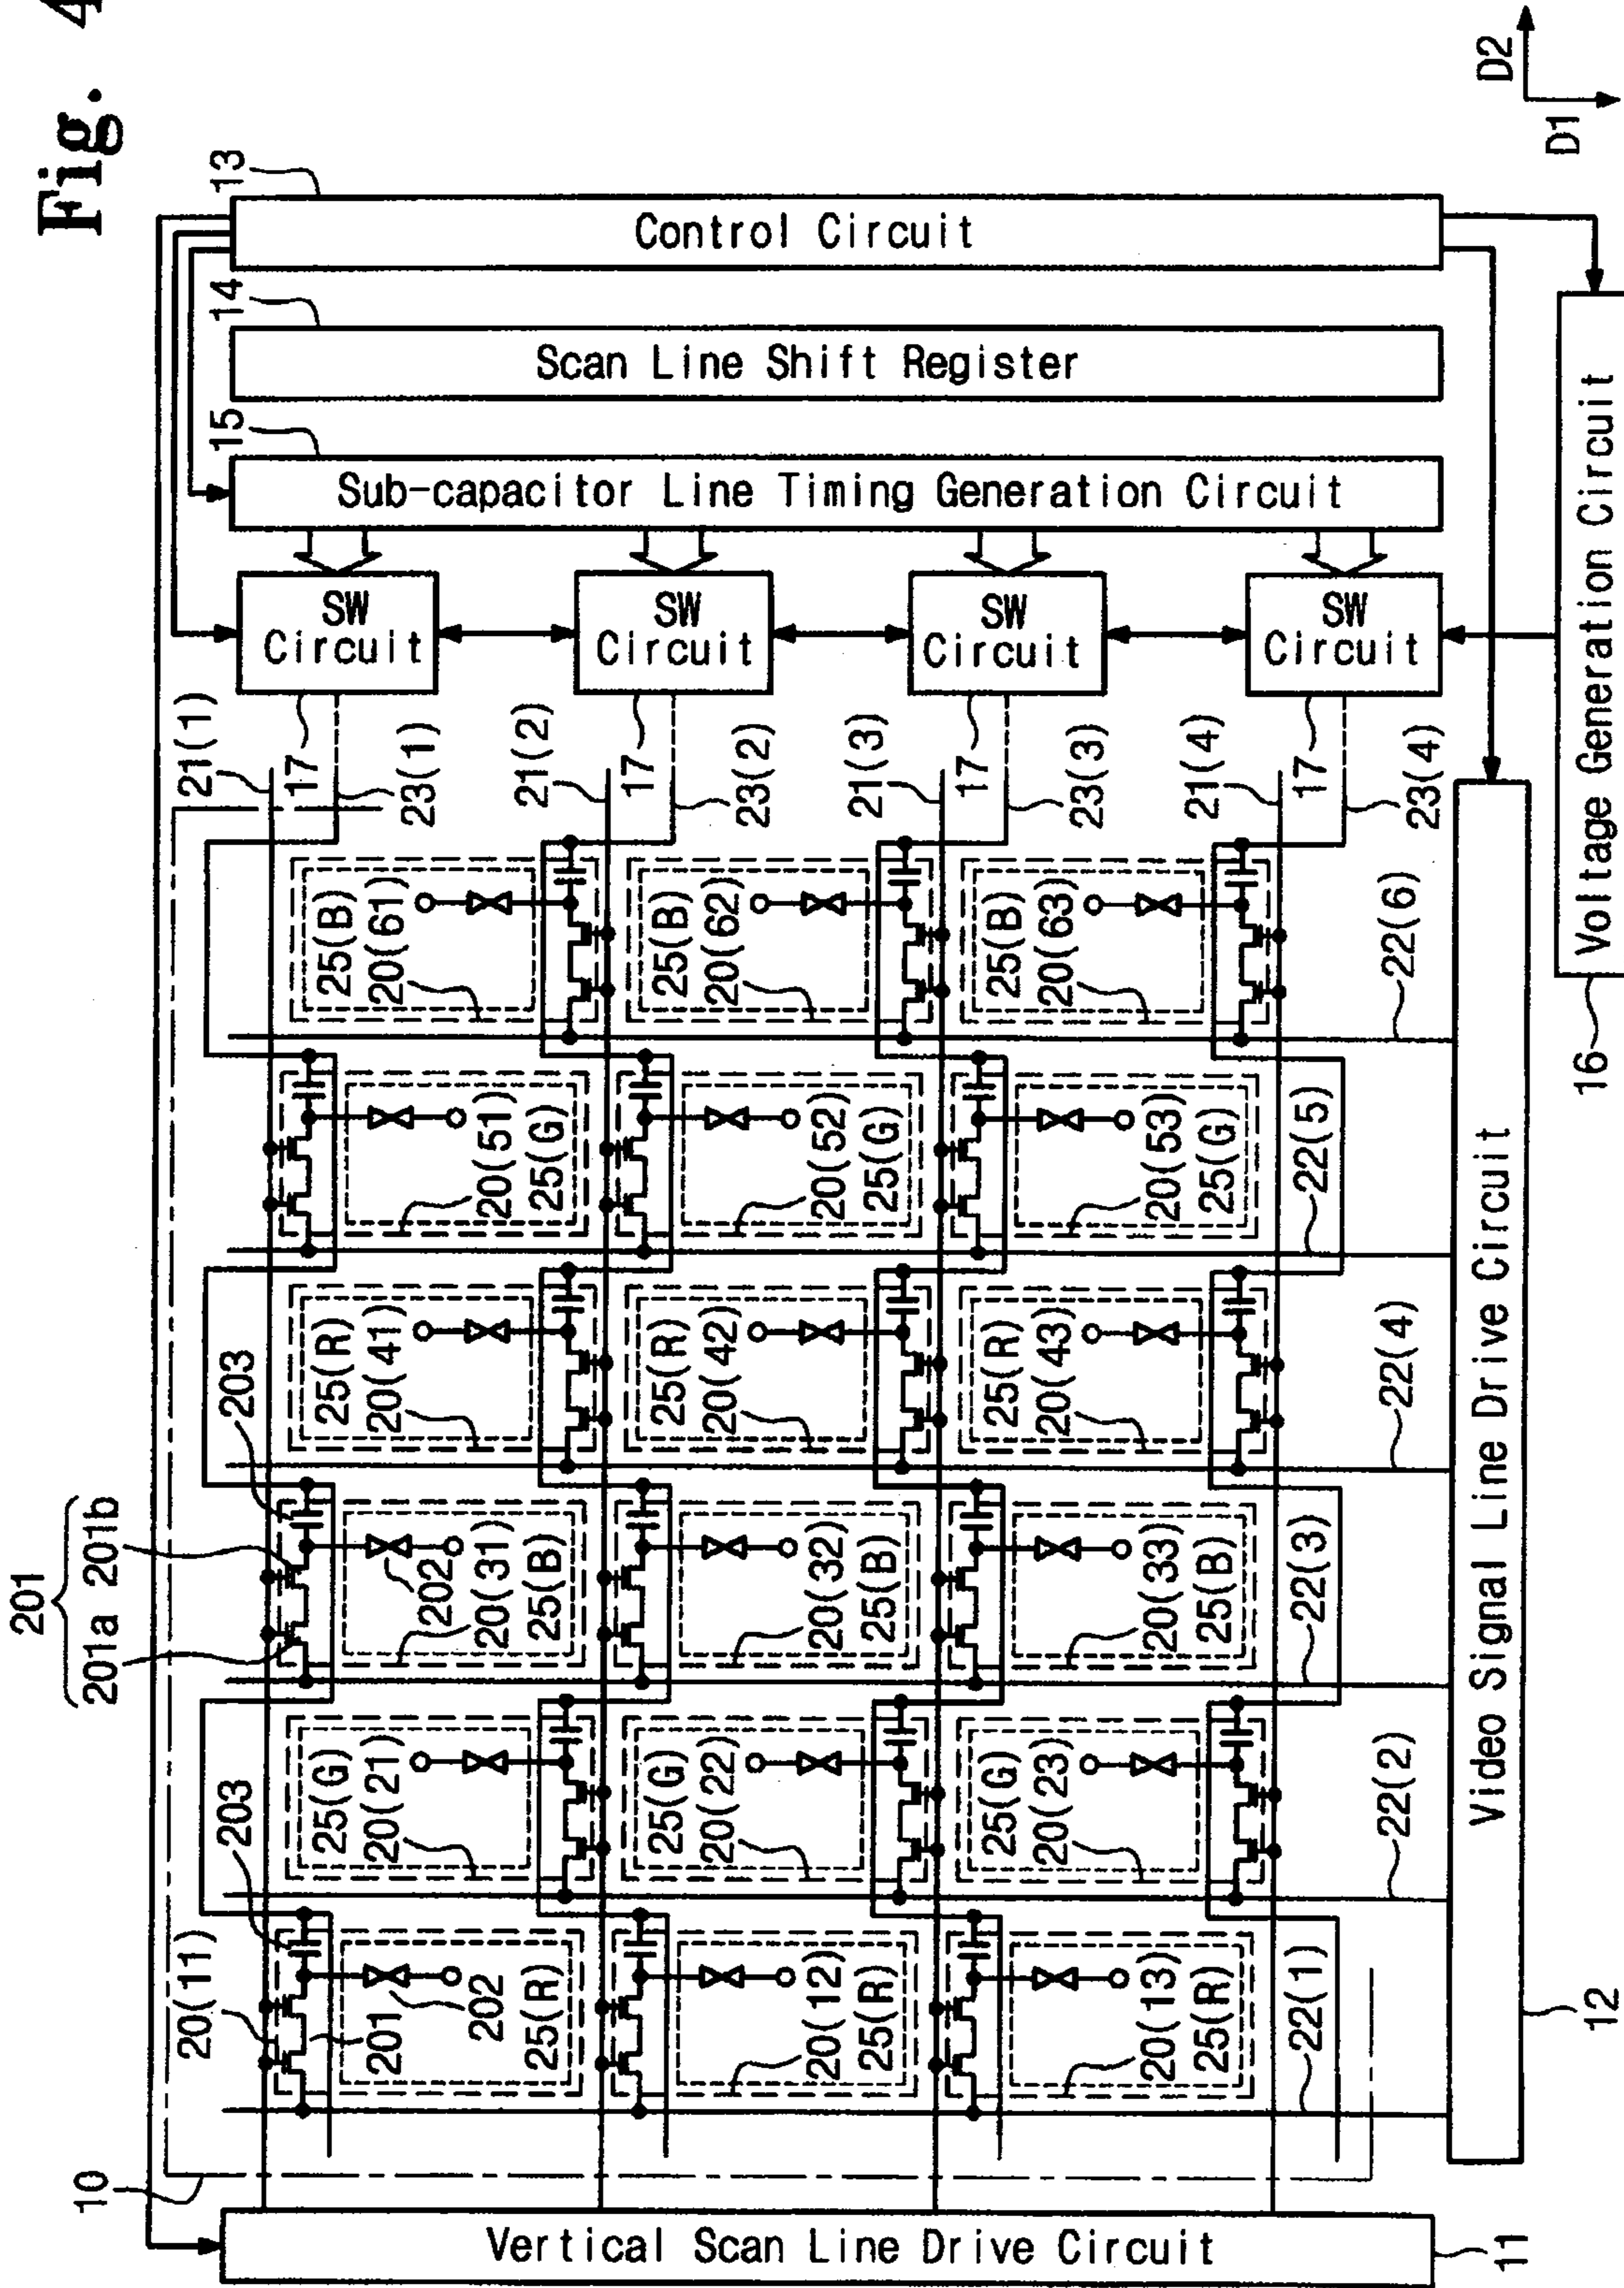 Fig. 4
201
201a 201b
10
20(11)
203
203
21(1)
13
14
15
Control Circuit
Scan Line Shift Register
Sub-capacitor Line Timing Generation Circuit
SW
Circuit
SW
Circuit
SW
Circuit
SW
Circuit
17
23(1)
21(2)
17
23(2)
21(3)
17
23(3)
21(4)
17
23(4)
201
202
25(R)
25(G)
20(21)
202
20(31)
25(B)
25(R)
20(41)
20(51)
25(G)
25(B)
20(61)
20(12)
25(R)
25(G)
20(22)
20(32)
25(B)
25(R)
20(42)
20(52)
25(G)
25(B)
20(62)
20(13)
25(R)
25(G)
20(23)
20(33)
25(B)
25(R)
20(43)
20(53)
25(G)
25(B)
20(63)
22(1)
22(2)
22(3)
22(4)
22(5)
22(6)
Vertical Scan Line Drive Circuit
11
Video Signal Line Drive Circuit
12
16
Voltage Generation Circuit
D2
D1